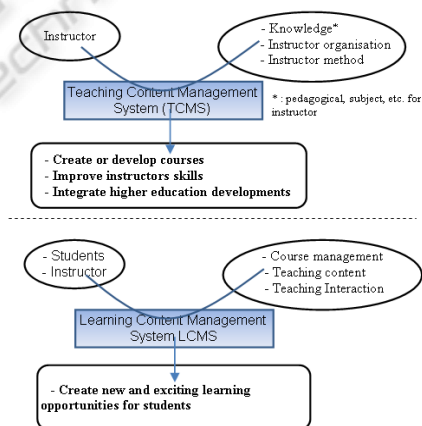 Instructor
- Knowledge*
- Instructor organisation
- Instructor method
Teaching Content Management
System (TCMS)
* : pedagogical, subject, etc. for
instructor
- Create or develop courses
- Improve instructors skills
- Integrate higher education developments
- Students
- Instructor
- Course management
- Teaching content
- Teaching Interaction
Learning Content Management
System LCMS
- Create new and exciting learning
opportunities for students